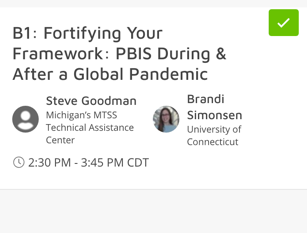 B1: Fortifying Your
Framework: PBIS During &
After a Global Pandemic
Steve Goodman
Michigan's MTSS
Technical Assistance
Center
Brandi
Simonsen
University of
Connecticut
2:30 PM - 3:45 PM CDT